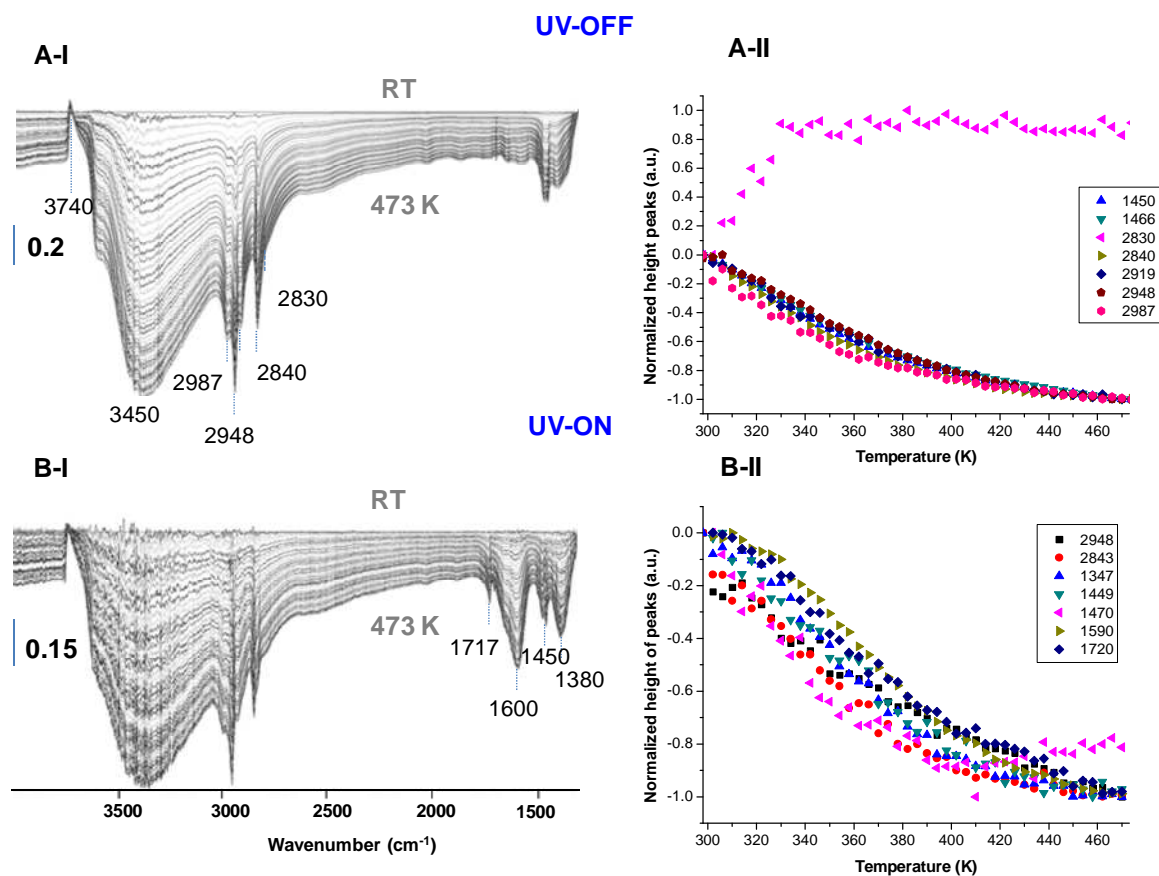 UV-OFF
A-I
RT
3740
0.2
473 K
2830
2987
2840
3450
2948
A-II
1.0
0.8
0.6
0.4
0.2
0.0
-0.2
-0.4
-0.6
-0.8
-1.0
Normalized height peaks (a.u.)
1450
1466
2830
2840
2919
2948
2987
300 320 340 360 380 400 420 440 460
Temperature (K)
UV-ON
B-I
RT
473 K
0.15
1717
1450
1380
1600
3500 3000 2500 2000 1500
Wavenumber (cm⁻¹)
B-II
0.0
-0.2
-0.4
-0.6
-0.8
-1.0
Normalized height of peaks (a.u.)
2948
2843
1347
1449
1470
1590
1720
300 320 340 360 380 400 420 440 460
Temperature (K)